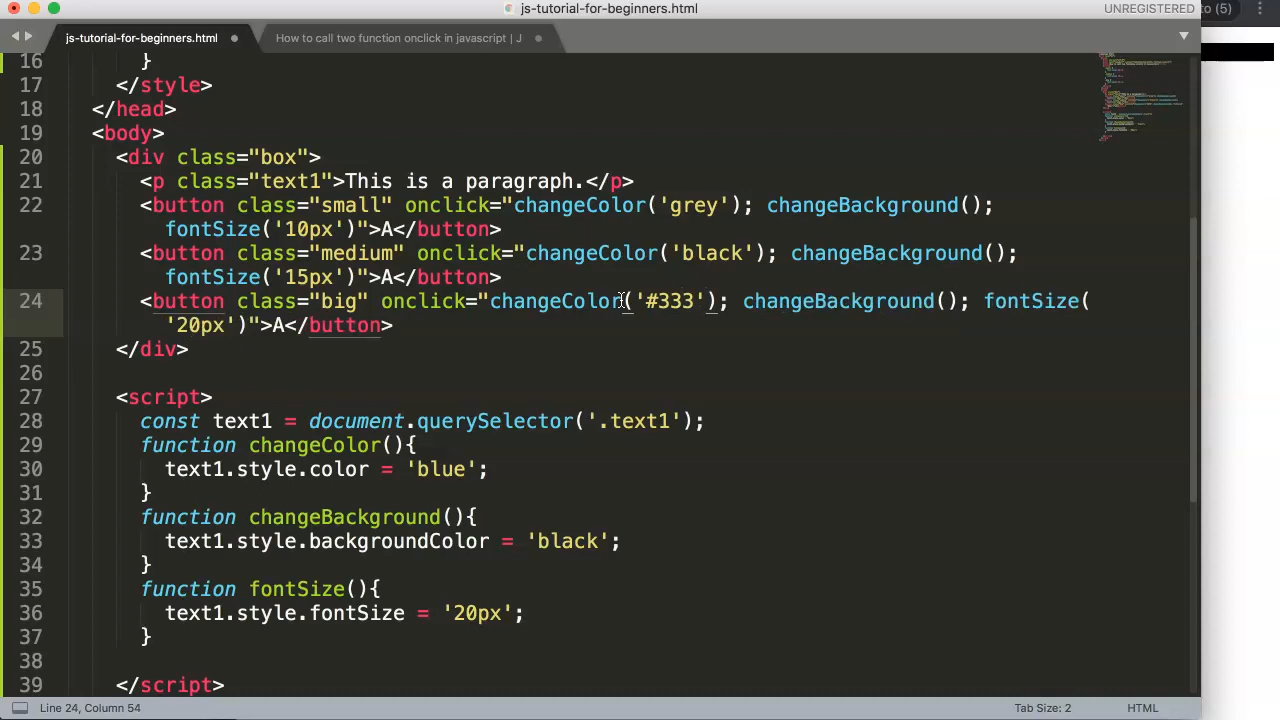 js-tutorial-for-beginners.html
UNREGISTERED
to (5)
js-tutorial-for-beginners.html
How to call two function onclick in javascript | J
16 }
17 </style>
18 </head>
19 <body>
20 <div class="box">
21 <p class="text1">This is a paragraph.</p>
22 <button class="small" onclick="changeColor('grey'); changeBackground();
fontSize('10px')">A</button>
23 <button class="medium" onclick="changeColor('black'); changeBackground();
fontSize('15px')">A</button>
24 <button class="big" onclick="changeColor('#333'); changeBackground(); fontSize(
'20px')">A</button>
25 </div>
26
27 <script>
28 const text1 = document.querySelector('.text1');
29 function changeColor(){
30 text1.style.color = 'blue';
31 }
32 function changeBackground(){
33 text1.style.backgroundColor = 'black';
34 }
35 function fontSize(){
36 text1.style.fontSize = '20px';
37 }
38
39 </script>
Line 24, Column 54
Tab Size: 2
HTML